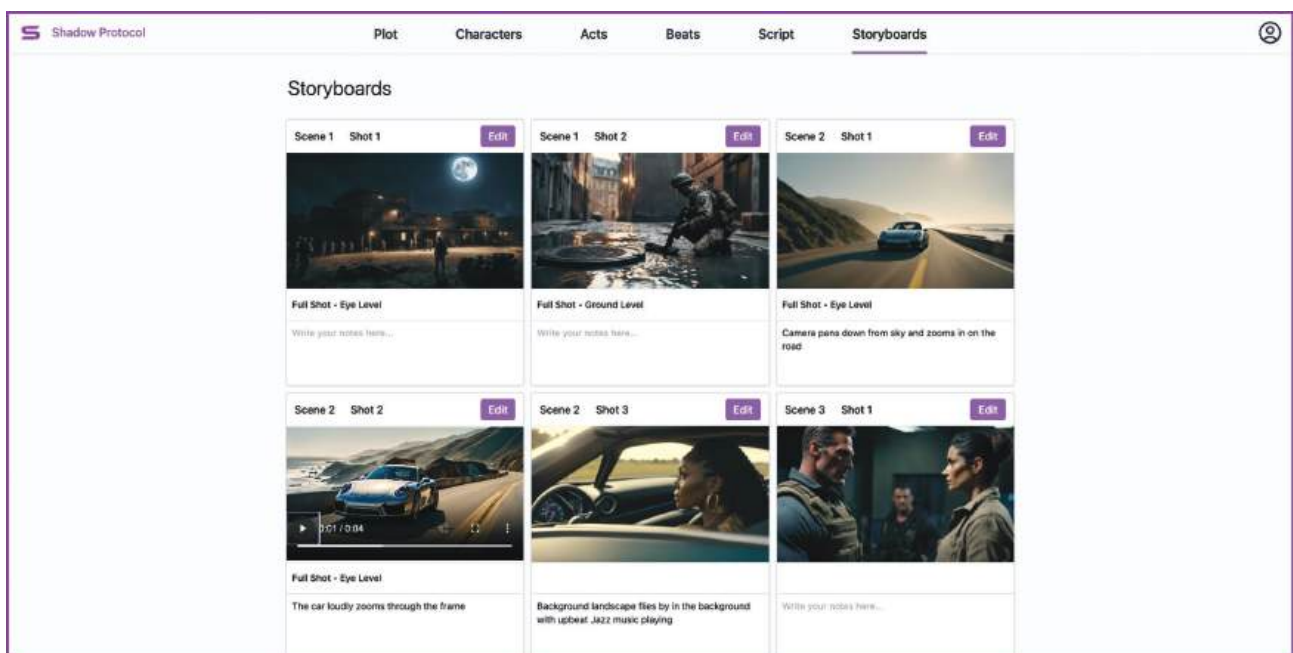 Shadow Protocol
Plot Characters Acts Beats Script Storyboards
Storyboards
Scene 1 Shot 1 Edit
Scene 1 Shot 2 Edit
Scene 2 Shot 1 Edit
Full Shot - Eye Level
Full Shot - Ground Level
Full Shot - Eye Level
Write your notes here...
Write your notes here...
Camera pans down from sky and zooms in on the
road
Scene 2 Shot 2 Edit
Scene 2 Shot 3 Edit
Scene 3 Shot 1 Edit
0:01 / 0:04
Full Shot - Eye Level
The car loudly zooms through the frame
Background landscape flies by in the background
with upbeat Jazz music playing
Write your notes here...